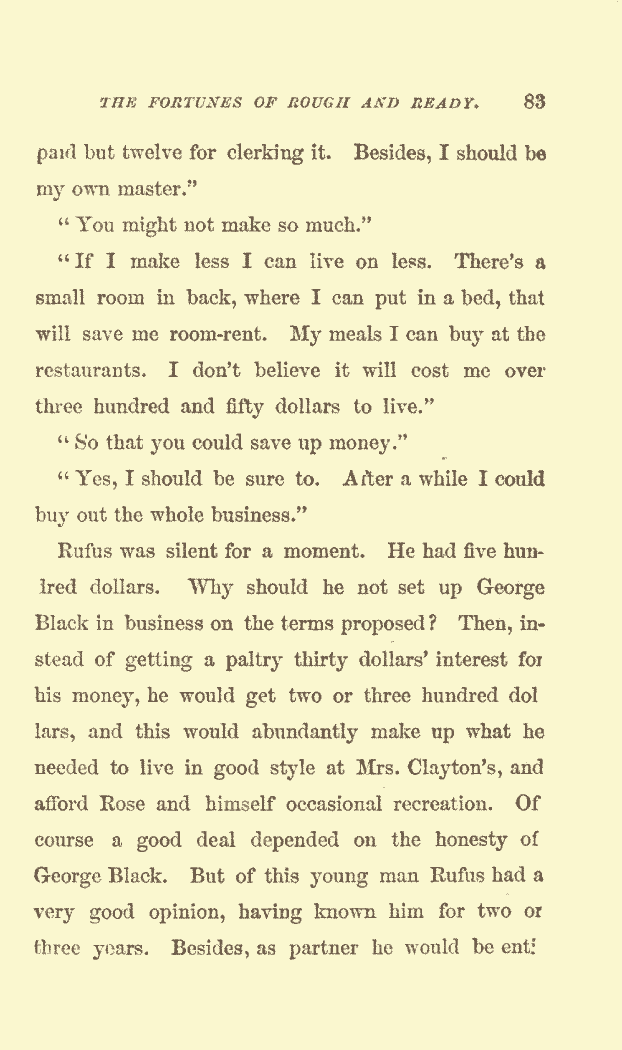 THE FORTUNES OF ROUGH AND READY. 83
paid but twelve for clerking it. Besides, I should be
my own master."
"You might not make so much."
"If I make less I can live on less. There's a
small room in back, where I can put in a bed, that
will save me room-rent. My meals I can buy at the
restaurants. I don't believe it will cost me over
three hundred and fifty dollars to live."
"So that you could save up money."
"Yes, I should be sure to. After a while I could
buy out the whole business."
Rufus was silent for a moment. He had five hun-
lred dollars. Why should he not set up George
Black in business on the terms proposed? Then, in-
stead of getting a paltry thirty dollars' interest for
his money, he would get two or three hundred dol
lars, and this would abundantly make up what he
needed to live in good style at Mrs. Clayton's, and
afford Rose and himself occasional recreation. Of
course a good deal depended on the honesty of
George Black. But of this young man Rufus had a
very good opinion, having known him for two or
three years. Besides, as partner he would be enti